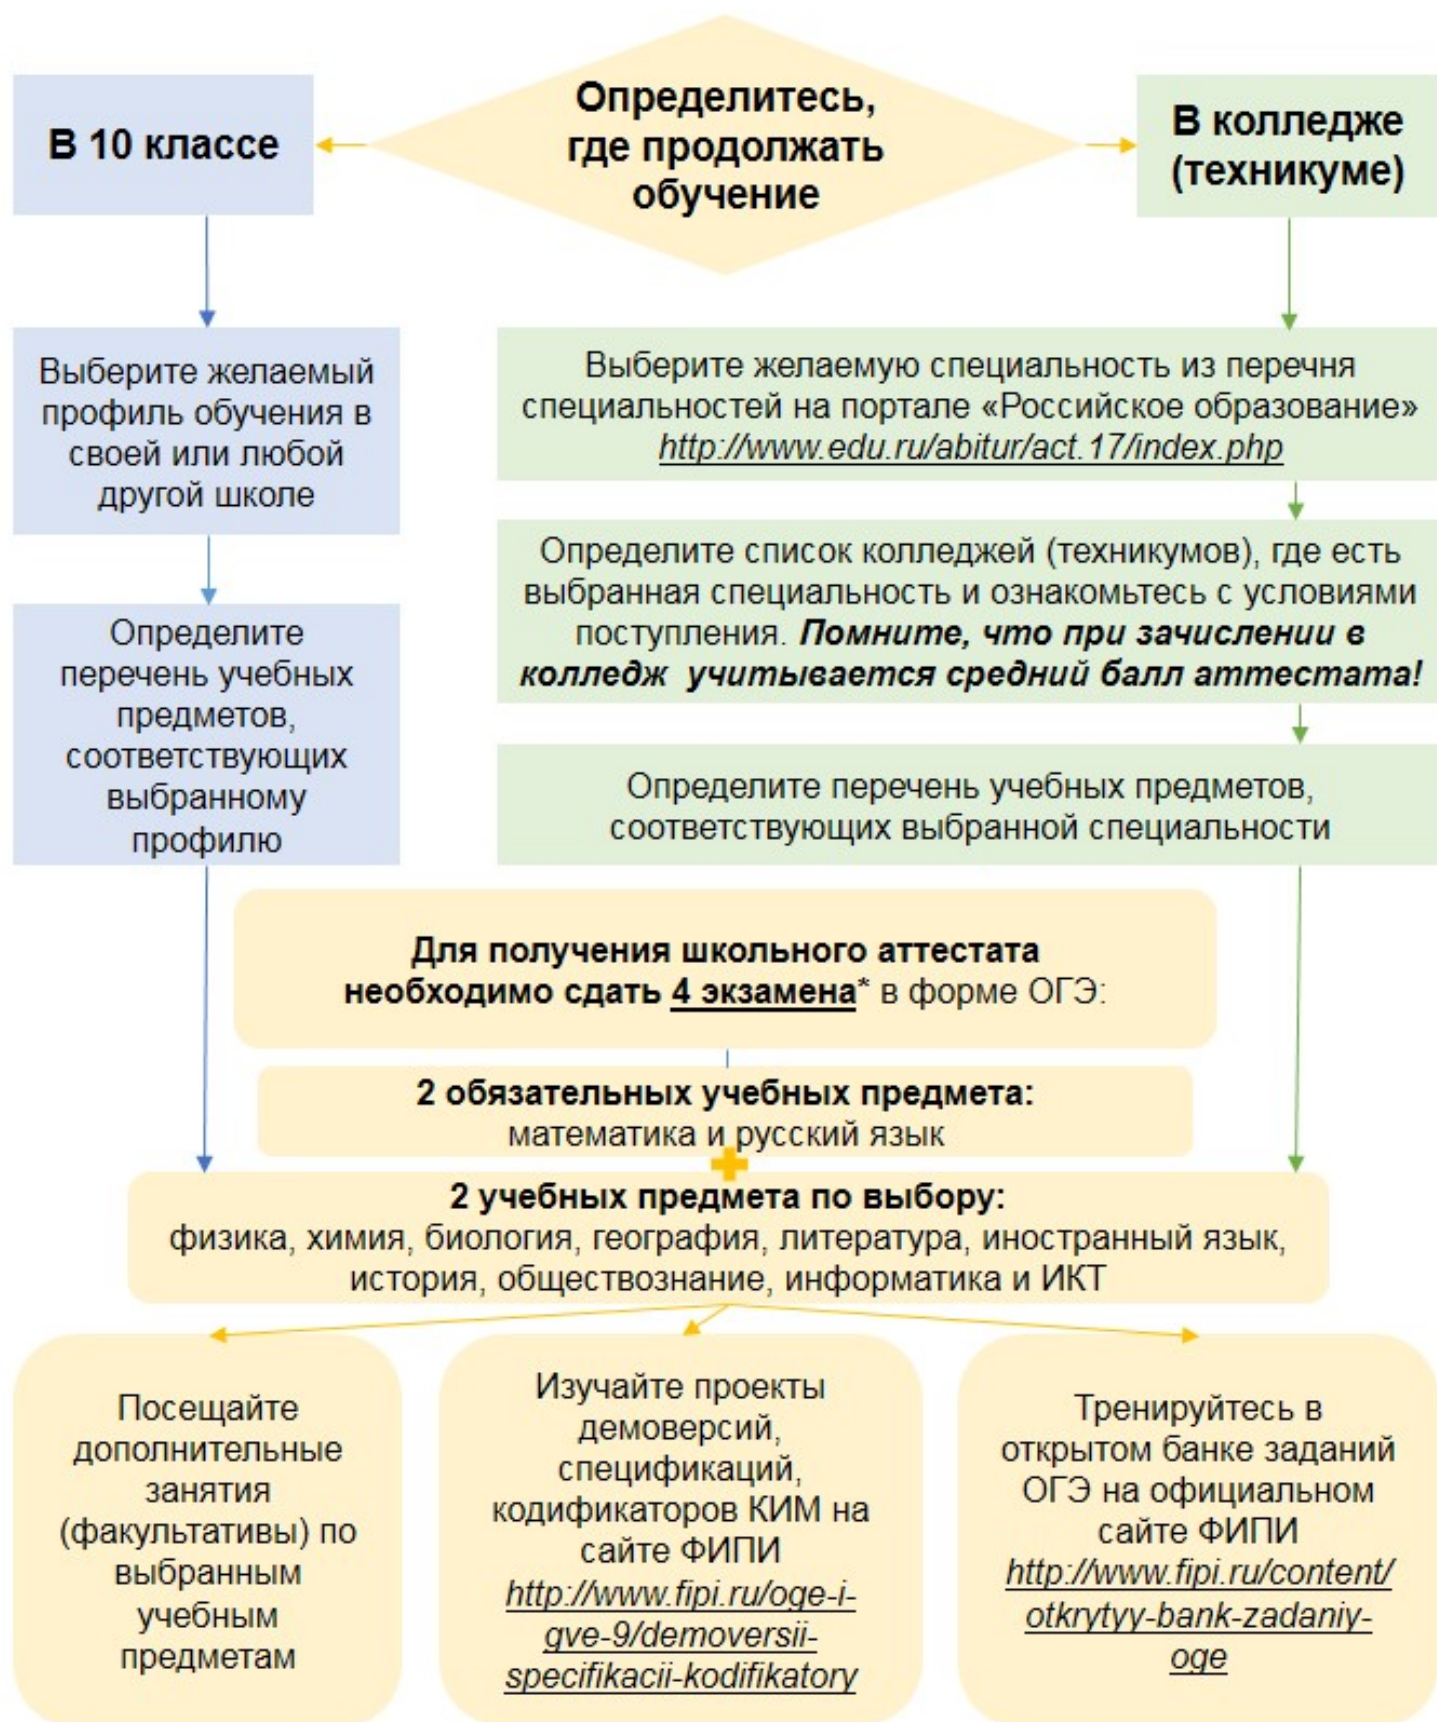 Определитесь,
где продолжать
обучение
В 10 классе
В колледже
(техникуме)
Выберите желаемый
профиль обучения в
своей или любой
другой школе
Определите
перечень учебных
предметов,
соответствующих
выбранному
профилю
Выберите желаемую специальность из перечня
специальностей на портале «Российское образование»
http://www.edu.ru/abitur/act.17/index.php
Определите список колледжей (техникумов), где есть
выбранная специальность и ознакомьтесь с условиями
поступления. Помните, что при зачислении в
колледж учитывается средний балл аттестата!
Определите перечень учебных предметов,
соответствующих выбранной специальности
Для получения школьного аттестата
необходимо сдать 4 экзамена* в форме ОГЭ:
2 обязательных учебных предмета:
математика и русский язык
2 учебных предмета по выбору:
физика, химия, биология, география, литература, иностранный язык,
история, обществознание, информатика и ИКТ
Посещайте
дополнительные
занятия
(факультативы) по
выбранным
учебным
предметам
Изучайте проекты
демоверсий,
спецификаций,
кодификаторов КИМ на
сайте ФИПИ
http://www.fipi.ru/oge-i-
gve-9/demoversii-
specifikacii-kodifikatory
Тренируйтесь в
открытом банке заданий
ОГЭ на официальном
сайте ФИПИ
http://www.fipi.ru/content/
otkrytyy-bank-zadaniy-
oge